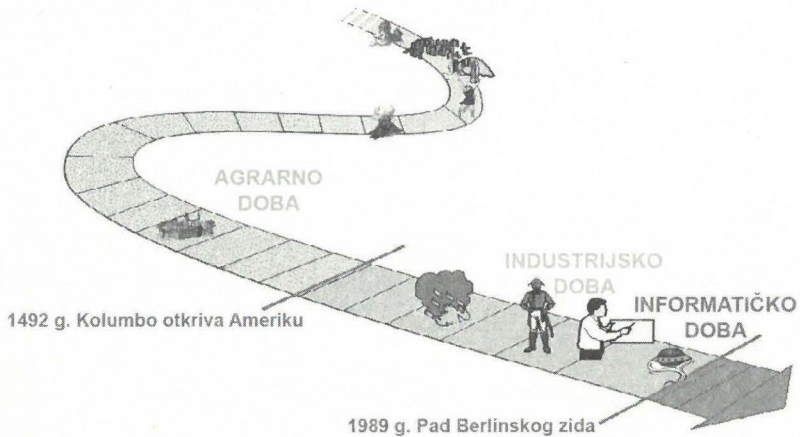 AGRARNO
DOBA
INDUSTRIJSKO
DOBA
1492 g. Kolumbo otkriva Ameriku
INFORMATIČKO
DOBA
1989 g. Pad Berlinskog zida